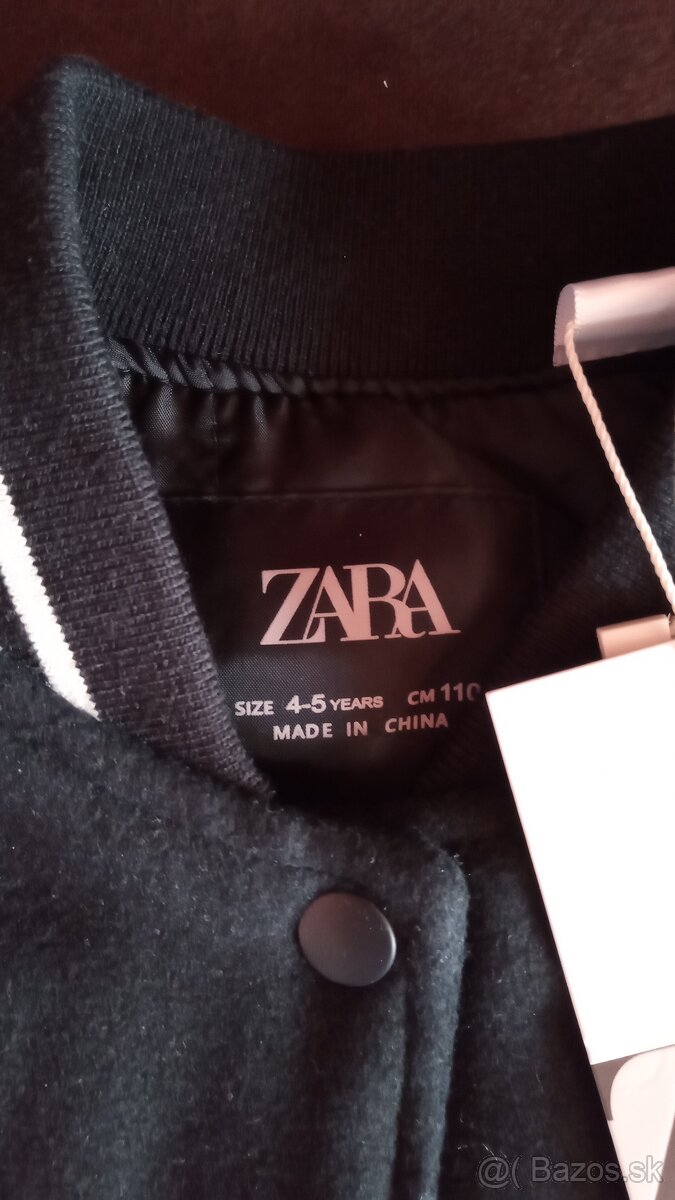 ZARA
SIZE 4-5 YEARS CM 110
MADE IN CHINA
@( Bazos.sk